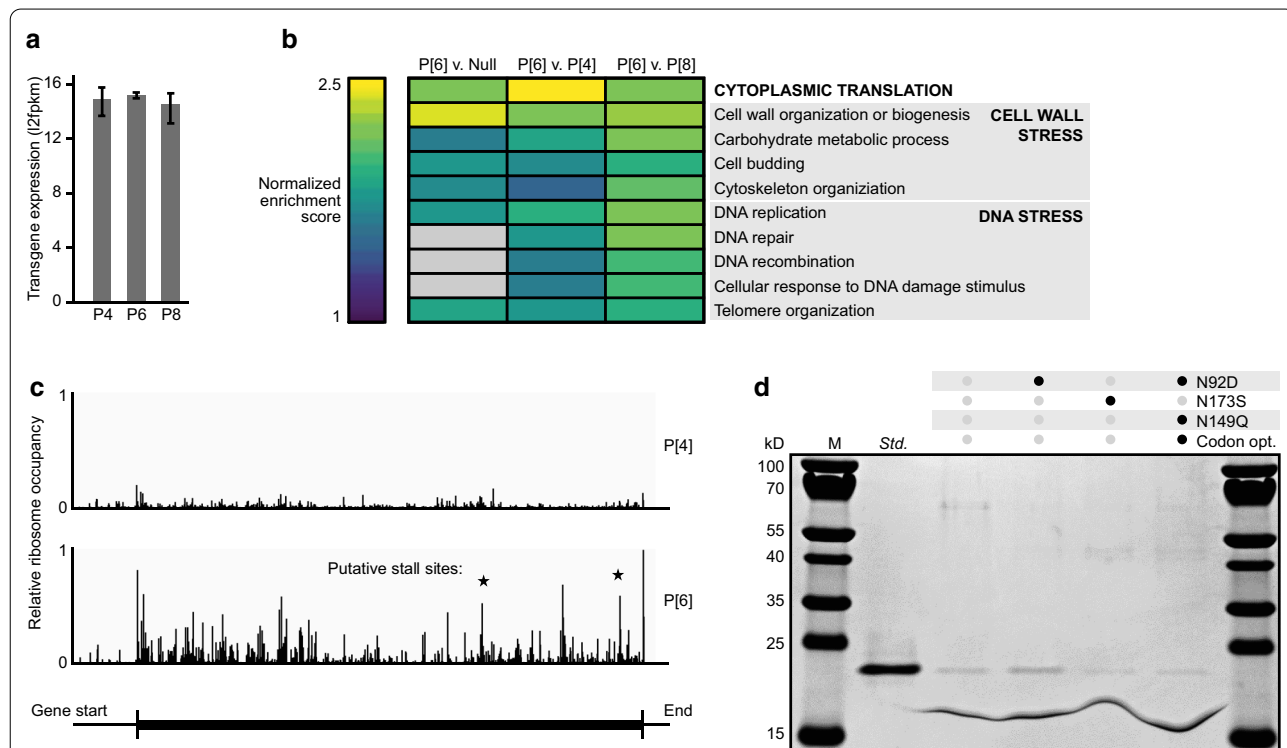 a
Transgene expression (l2fpkm)
16
12
8
4
0
P4 P6 P8
b
P[6] v. Null P[6] v. P[4] P[6] v. P[8]
2.5
Normalized
enrichment
score
1
CYTOPLASMIC TRANSLATION
Cell wall organization or biogenesis CELL WALL
STRESS
Carbohydrate metabolic process
Cell budding
Cytoskeleton organiziation
DNA replication DNA STRESS
DNA repair
DNA recombination
Cellular response to DNA damage stimulus
Telomere organization
c
Relative ribosome occupancy
1
0
P[4]
1
Putative stall sites: ★ ★
0
P[6]
Gene start End
d
N92D
N173S
N149Q
Codon opt.
kD M Std.
100
70
55
40
35
25
15